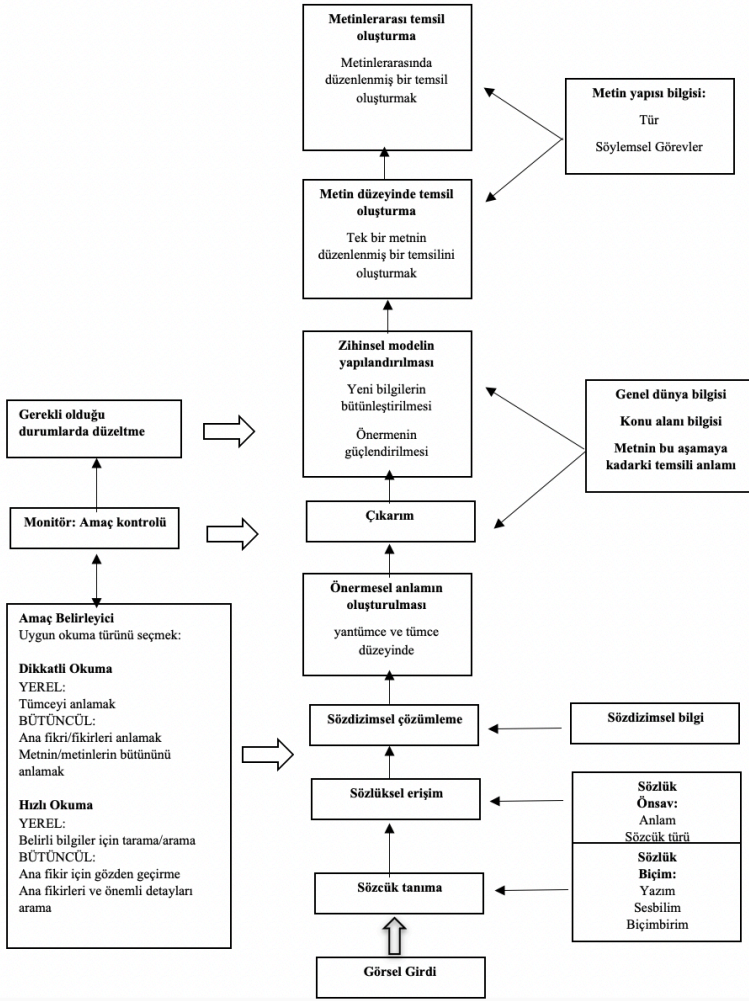 Metinlerarası temsil
oluşturma
Metinlerarasında
düzenlenmiş bir temsil
oluşturmak
Metin yapısı bilgisi:
Tür
Söylemsel Görevler
Metin düzeyinde temsil
oluşturma
Tek bir metnin
düzenlenmiş bir temsilini
oluşturmak
Zihinsel modelin
yapılandırılması
Yeni bilgilerin
bütünleştirilmesi
Önermenin
güçlendirilmesi
Genel dünya bilgisi
Konu alanı bilgisi
Metnin bu aşamaya
kadarki temsili anlamı
Gerekli olduğu
durumlarda düzeltme
Monitör: Amaç kontrolü
Çıkarım
Önermesel anlamın
oluşturulması
yantümce ve tümce
düzeyinde
Amaç Belirleyici
Uygun okuma türünü seçmek:
Dikkatli Okuma
YEREL:
Tümceyi anlamak
BÜTÜNCÜL:
Ana fikri/fikirleri anlamak
Metnin/metinlerin bütününü
anlamak
Hızlı Okuma
YEREL:
Belirli bilgiler için tarama/arama
BÜTÜNCÜL:
Ana fikir için gözden geçirme
Ana fikirleri ve önemli detayları
arama
Sözdizimsel çözümleme
Sözdizimsel bilgi
Sözlüksel erişim
Sözlük
Önsav:
Anlam
Sözcük türü
Sözcük tanıma
Sözlük
Biçim:
Yazım
Sesbilim
Biçimbirim
Görsel Girdi